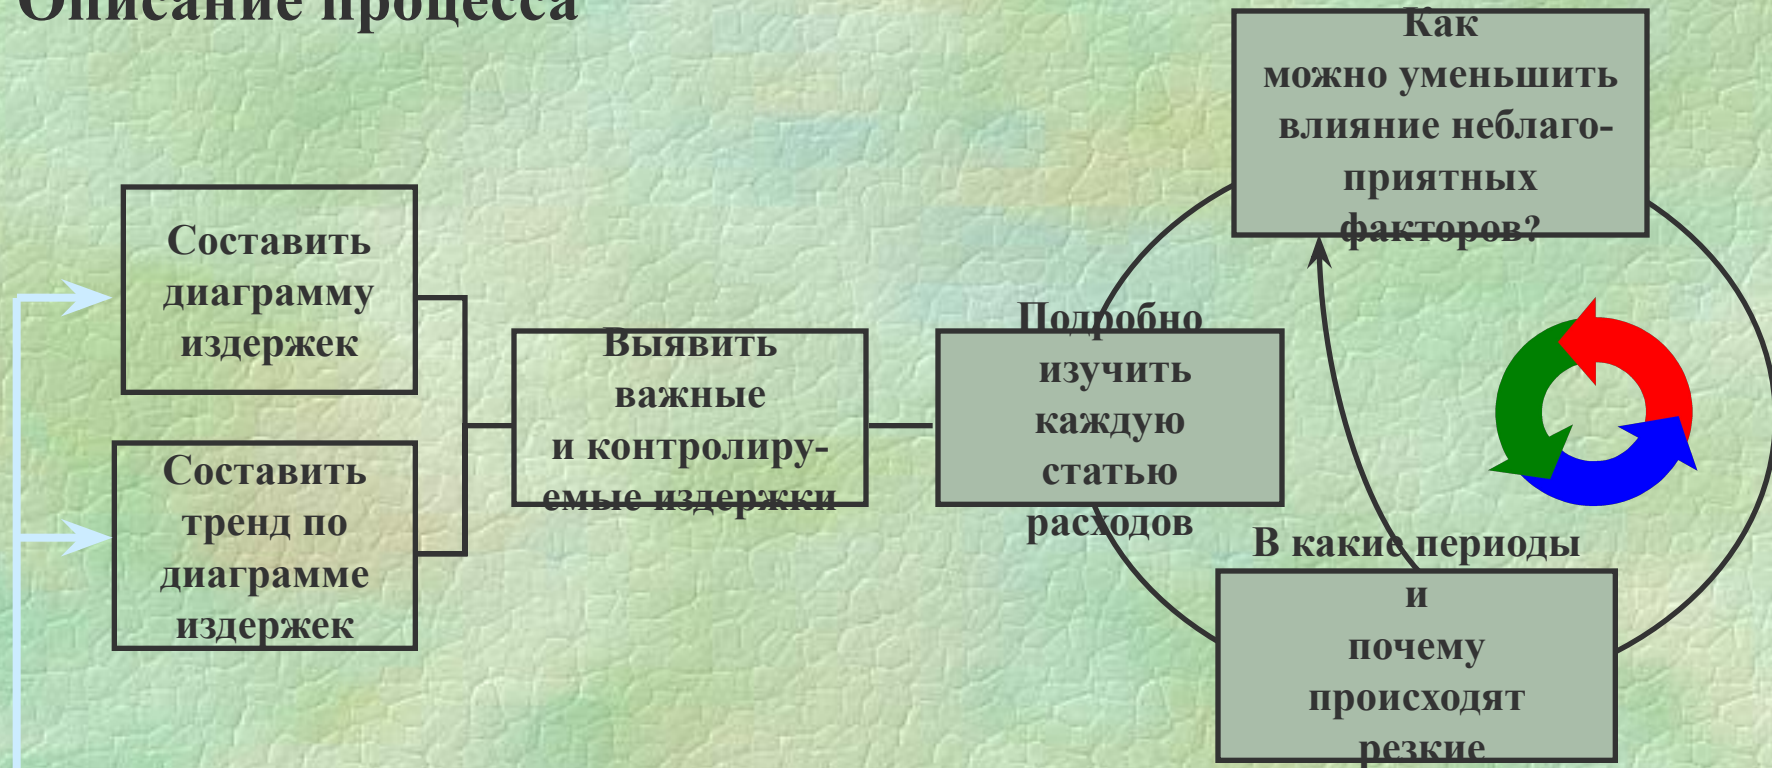 Описание процесса
Как
можно уменьшить
влияние неблаго-
приятных
факторов?
Составить
диаграмму
издержек
Подробно
изучить
каждую
статью
расходов
Выявить
важные
и контролиру-
емые издержки
Составить
тренд по
диаграмме
издержек
В какие периоды
и
почему
происходят
резкие